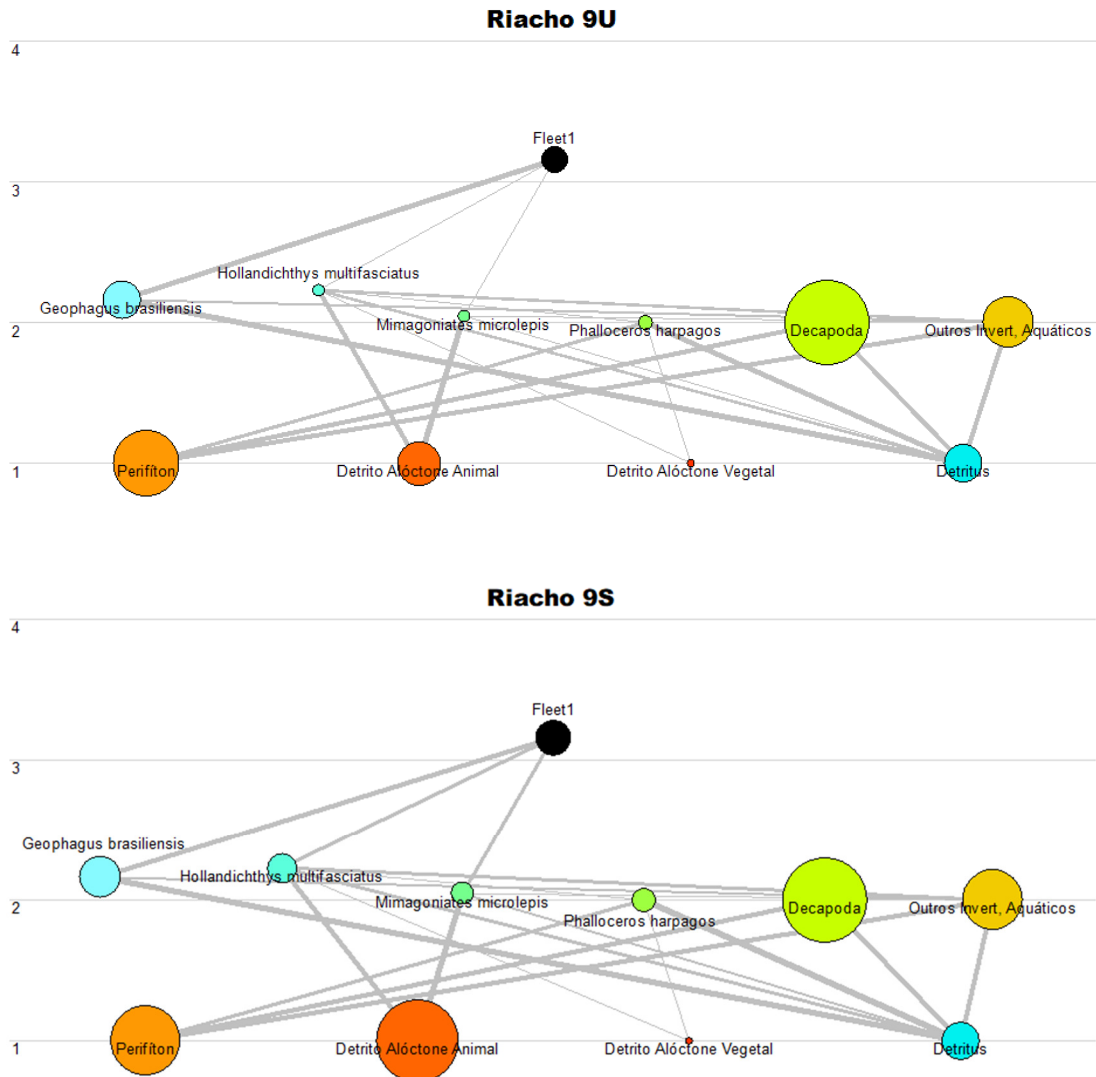 Riacho 9U
4
Fleet1
3
Hollandichthys multifasciatus
Geophagus brasiliensis
2
Mimagoniates microlepis
Phalloceros harpagos
Decapoda
Outros Invert, Aquáticos
1
Perifíton
Detrito Alóctone Animal
Detrito Alóctone Vegetal
Detritus
Riacho 9S
4
Fleet1
3
Geophagus brasiliensis
Hollandichthys multifasciatus
2
Mimagoniates microlepis
Phalloceros harpagos
Decapoda
Outros Invert, Aquáticos
1
Perifíton
Detrito Alóctone Animal
Detrito Alóctone Vegetal
Detritus